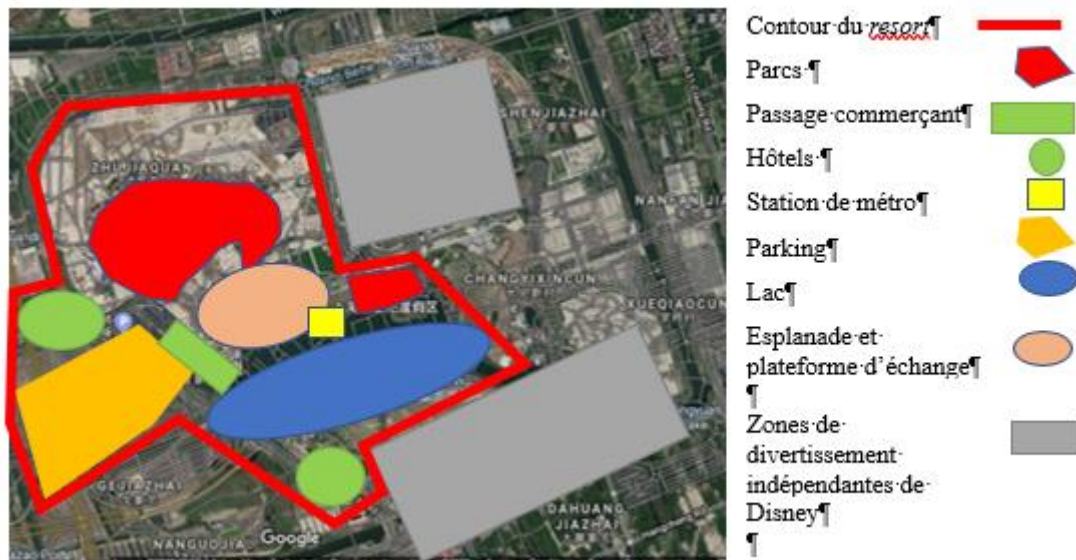 SHENJIAZHAI
ZHUJIAQUAN
CHANGYIXINCUN
XUEQIAOCUN
GEJIAZHAI
DAHUANG
JIAZHAI
NANGUOJIA
Google
Contour·du·resort¶
Parcs·¶
Passage·commerçant¶
Hôtels·¶
Station·de·métro¶
Parking¶
Lac¶
Esplanade·et·
plateforme·d’échange¶
¶
Zones·de·
divertissement·
indépendantes·de·
Disney¶
¶